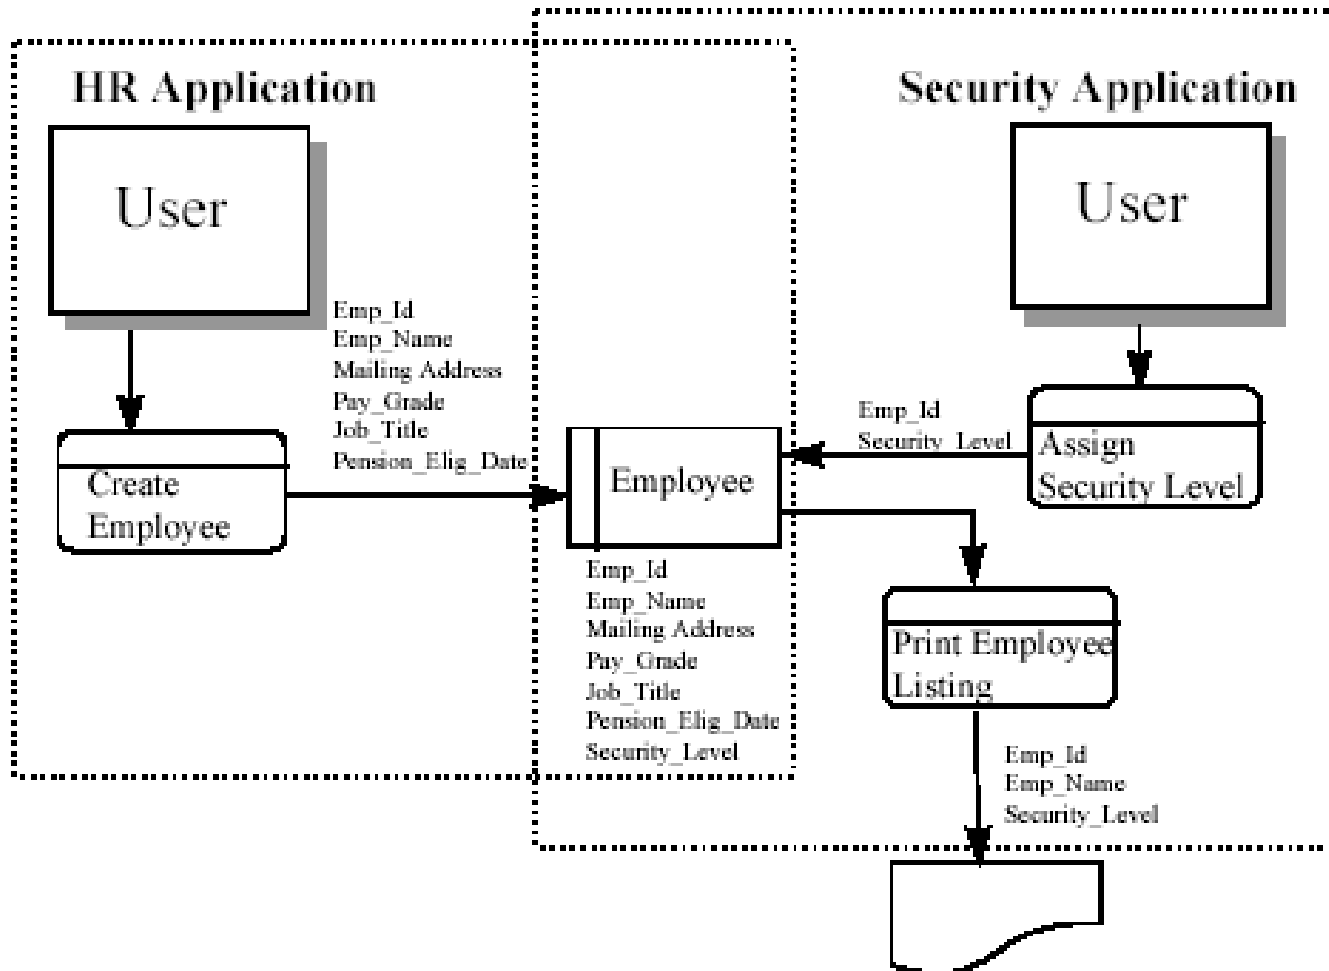 HR Application
User
Emp_Id
Emp_Name
Mailing Address
Pay_Grade
Job_Title
Pension_Elig_Date
Create
Employee
Employee
Emp_Id
Emp_Name
Mailing Address
Pay_Grade
Job_Title
Pension_Elig_Date
Security_Level
Security Application
User
Emp_Id
Security_Level
Assign
Security Level
Print Employee
Listing
Emp_Id
Emp_Name
Security_Level